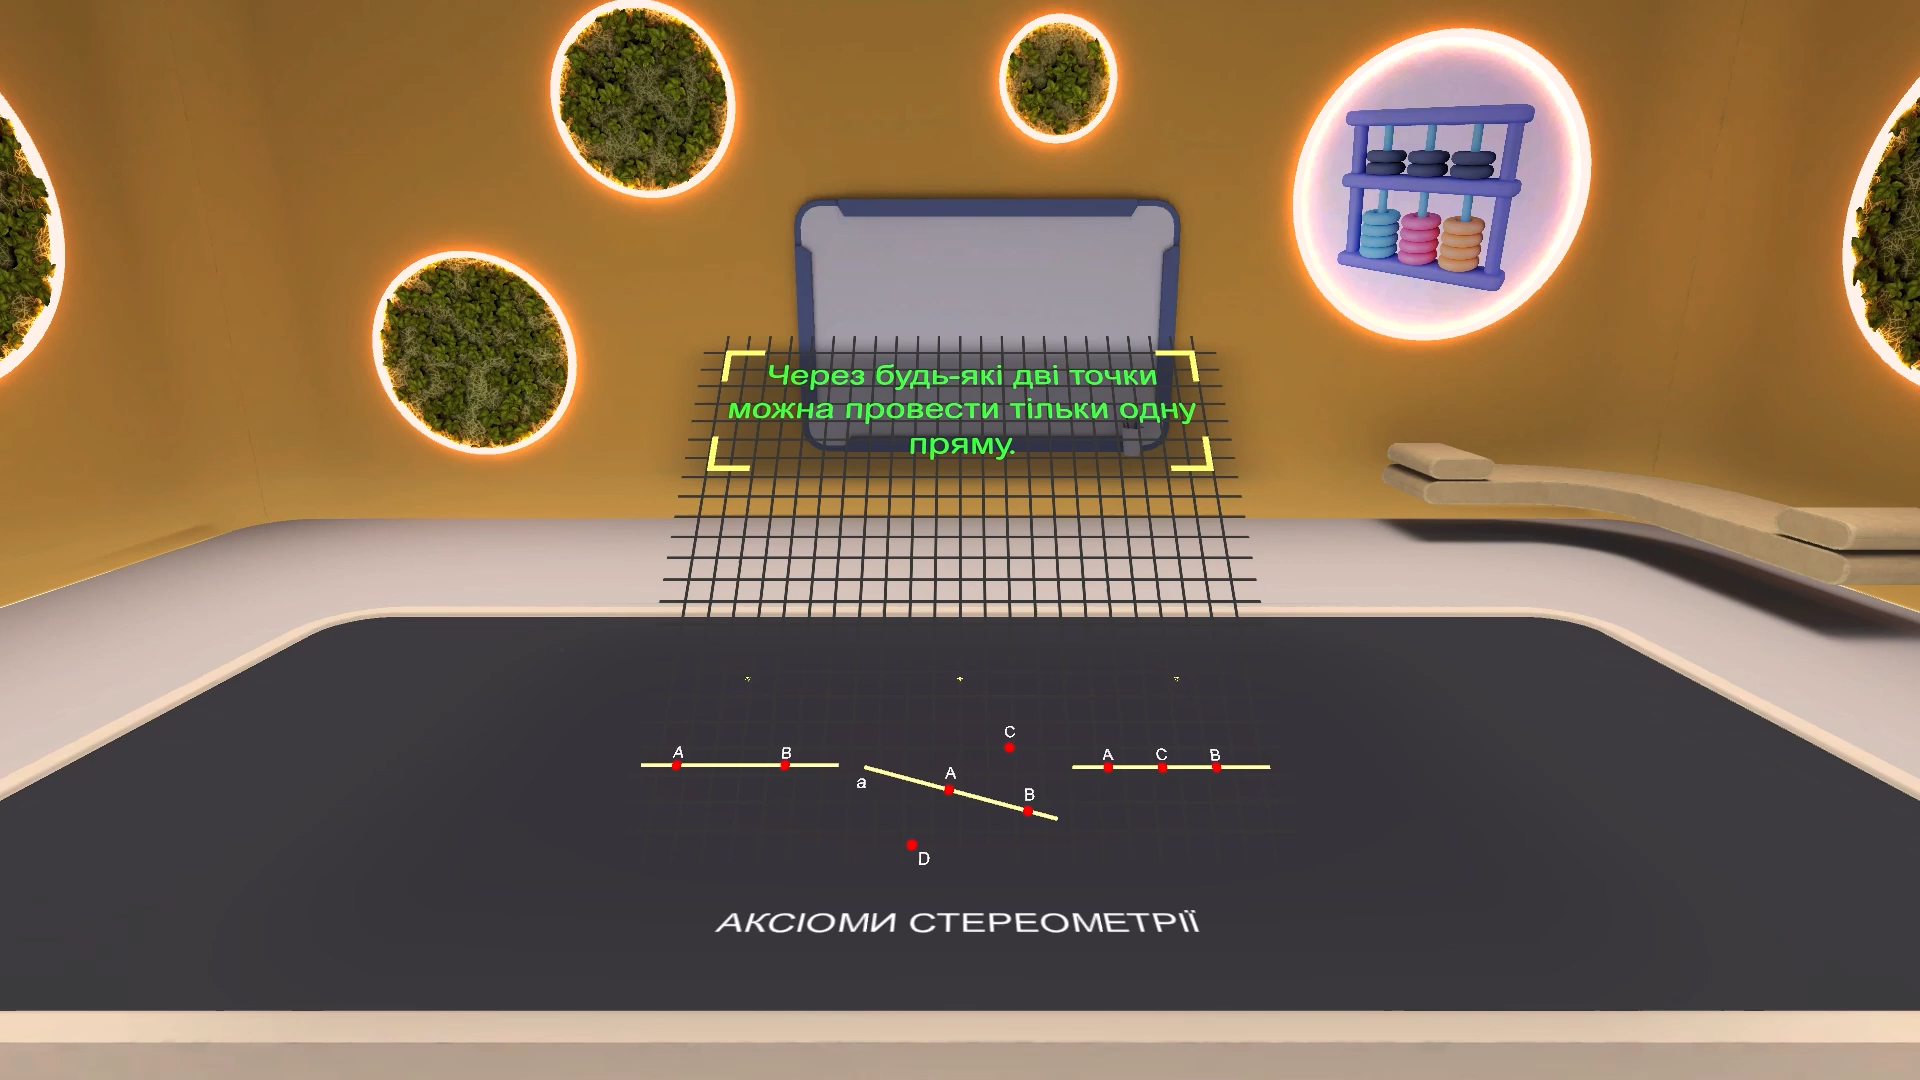 Через будь-які дві точки
можна провести тільки одну
пряму.
C
A B
A C B
a A
B
D
АКСІОМИ СТЕРЕОМЕТРІЇ